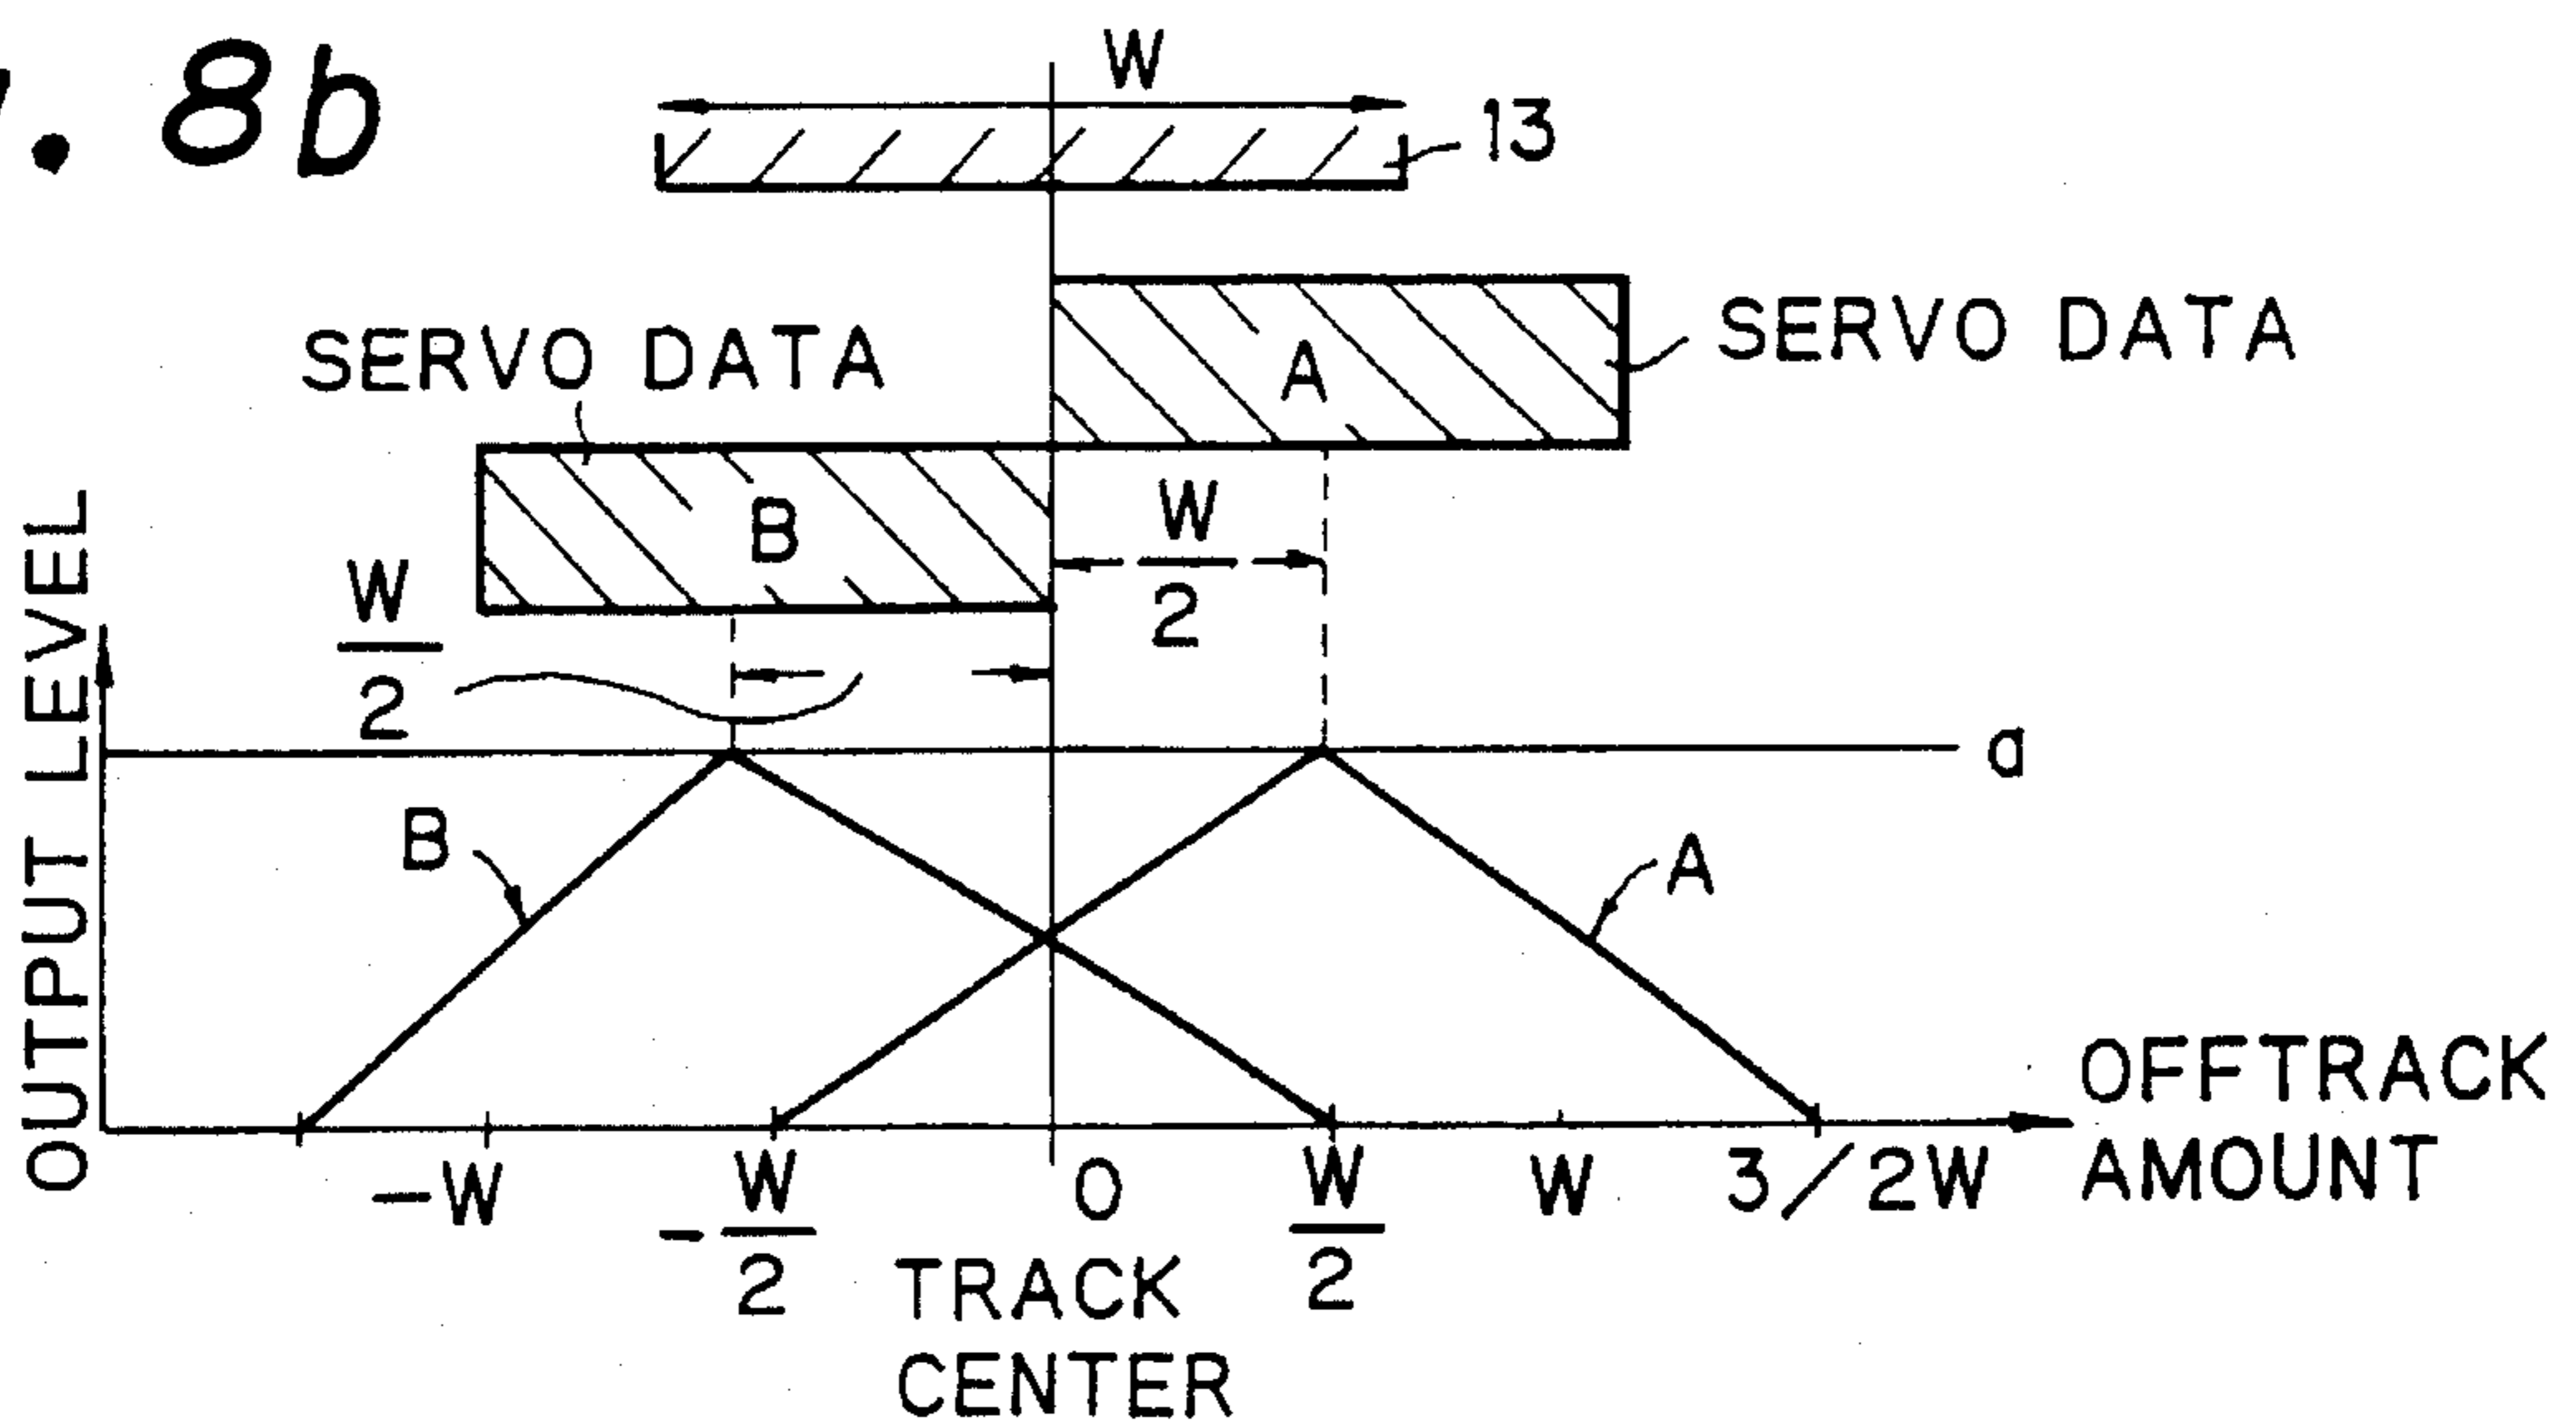 . 8b
W
13
SERVO DATA
A
SERVO DATA
B
W
2
W
2
OUTPUT LEVEL
a
B
A
OFFTRACK
AMOUNT
-W
-W
2
0
W
2
W
3/2W
TRACK
CENTER